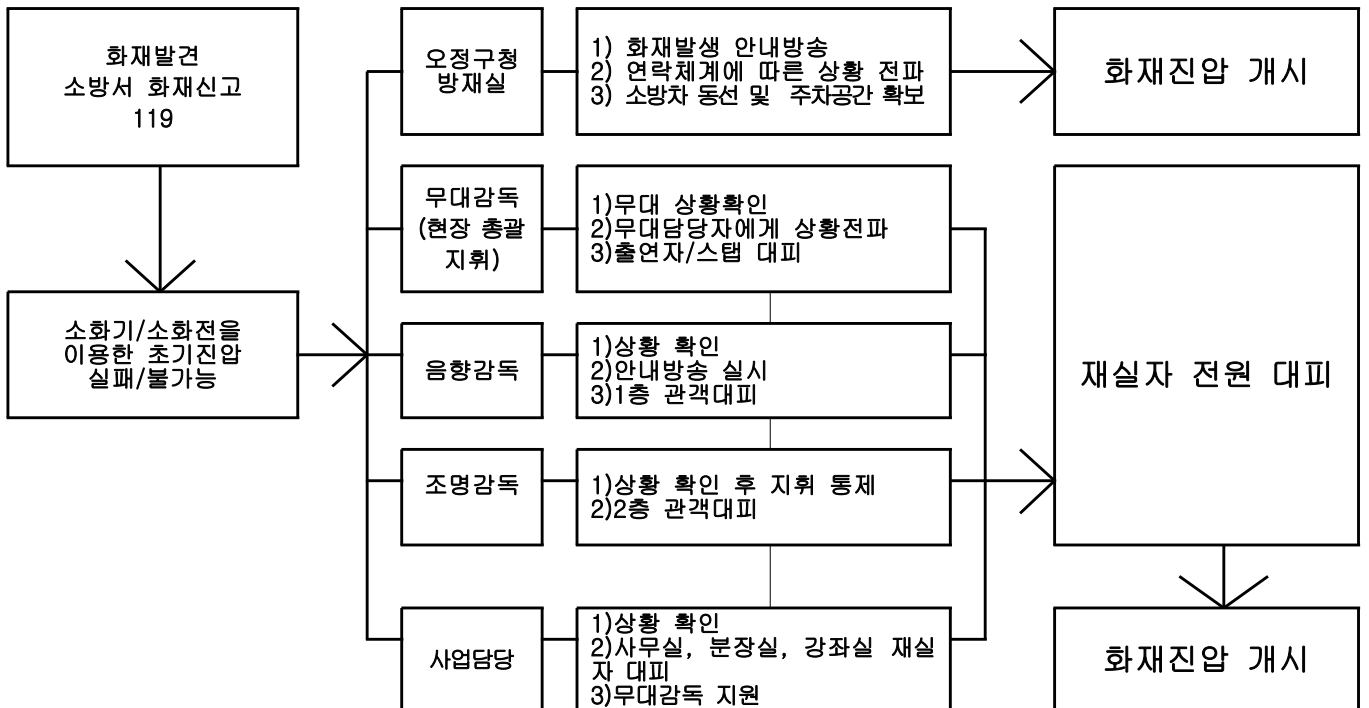 화재발견
소방서 화재신고
119
소화기/소화전을
이용한 초기진압
실패/불가능
오정구청
방재실
1) 화재발생 안내방송
2) 연락체계에 따른 상황 전파
3) 소방차 동선 및 주차공간 확보
화재진압 개시
무대감독
(현장 총괄
지휘)
1)무대 상황확인
2)무대담당자에게 상황전파
3)출연자/스탭 대피
음향감독
1)상황 확인
2)안내방송 실시
3)1층 관객대피
조명감독
1)상황 확인 후 지휘 통제
2)2층 관객대피
사업담당
1)상황 확인
2)사무실, 분장실, 강좌실 재실
자 대피
3)무대감독 지원
재실자 전원 대피
화재진압 개시